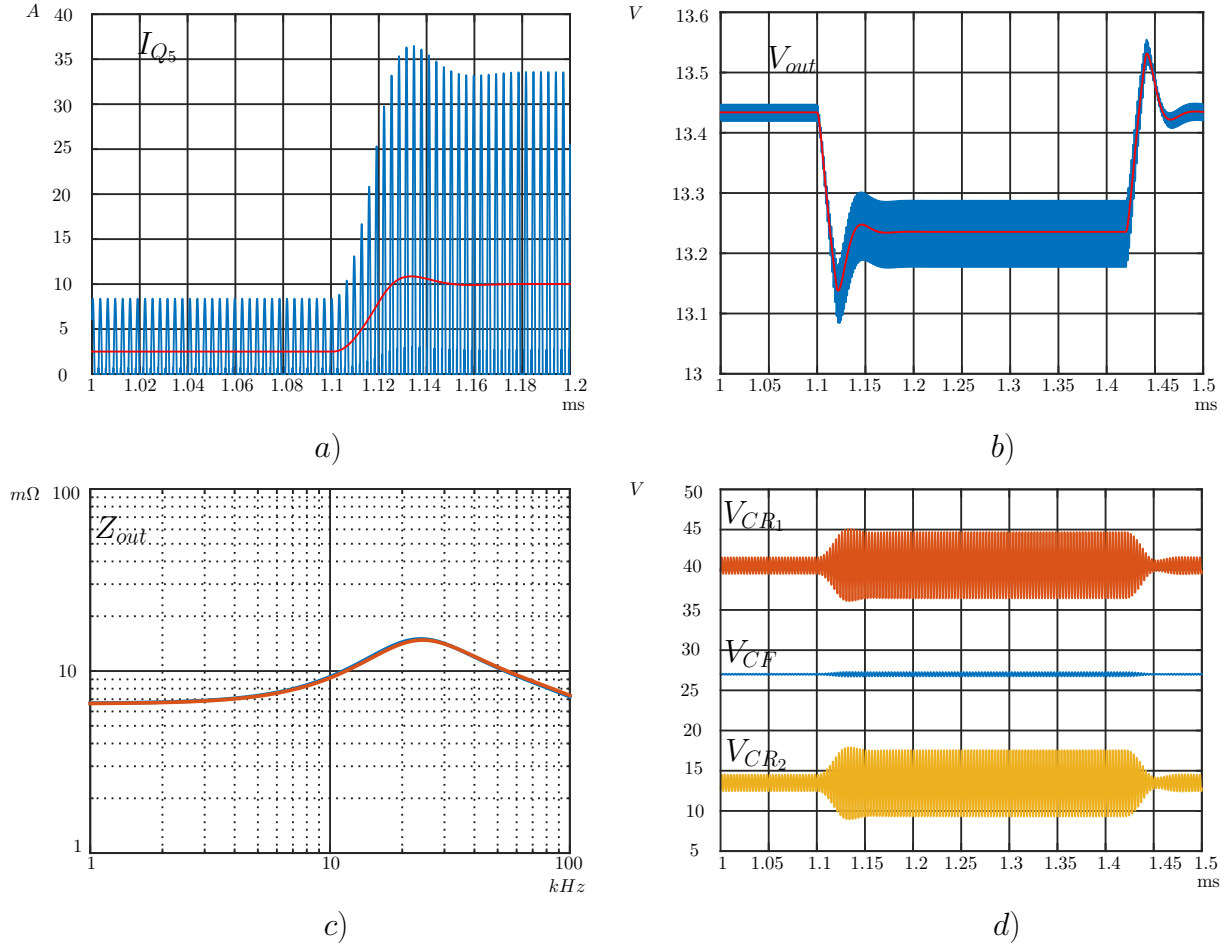 A
40
35
30
25
20
15
10
5
0
I_{Q_5}
1 1.02 1.04 1.06 1.08 1.1 1.12 1.14 1.16 1.18 1.2
ms
a)
V
13.6
13.5
13.4
13.3
13.2
13.1
13
V_{out}
1 1.05 1.1 1.15 1.2 1.25 1.3 1.35 1.4 1.45 1.5
ms
b)
mΩ
100
10
1
Z_{out}
1 10 100
kHz
c)
V
50
45
40
35
30
25
20
15
10
5
V_{CR_1}
V_{CF}
V_{CR_2}
1 1.05 1.1 1.15 1.2 1.25 1.3 1.35 1.4 1.45 1.5
ms
d)